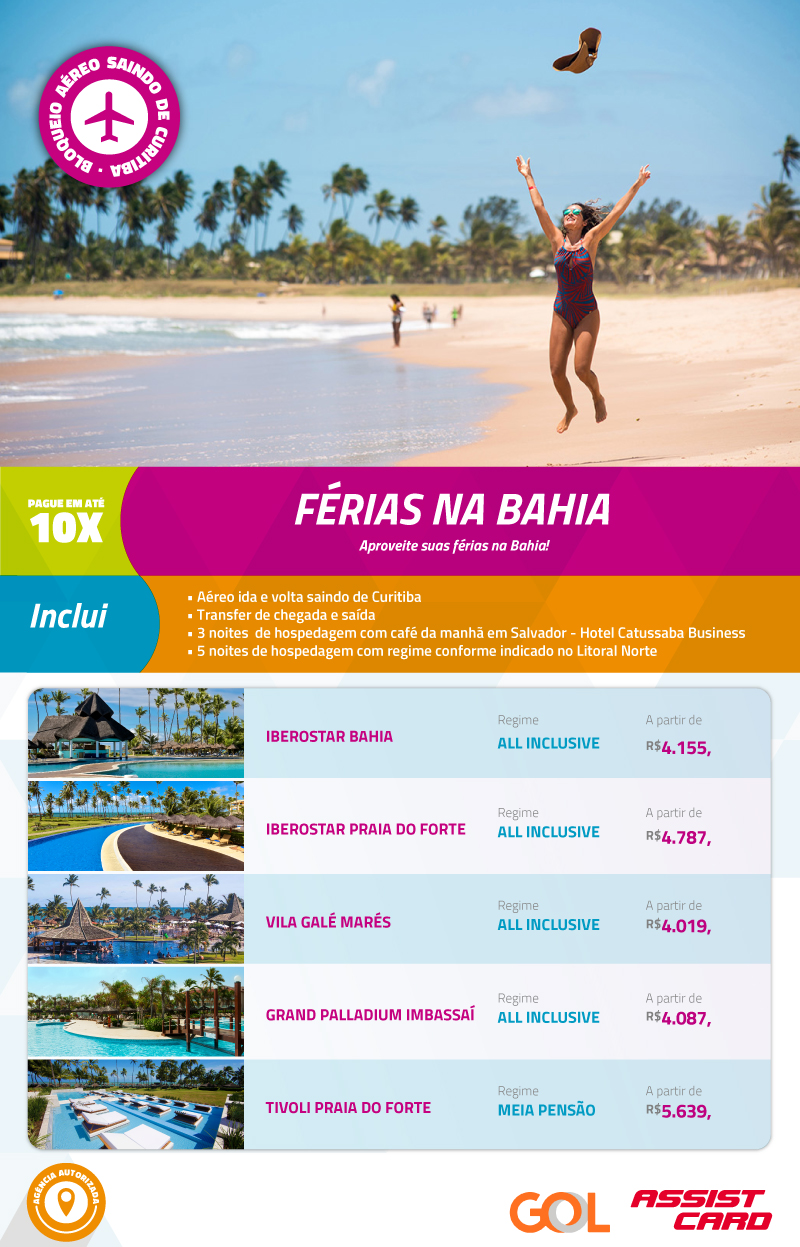 BLOQUEIO AÉREO SAINDO DE CURITIBA •
PAGUE EM ATÉ
10X
FÉRIAS NA BAHIA
Aproveite suas férias na Bahia!
Inclui
• Aéreo ida e volta saindo de Curitiba
• Transfer de chegada e saída
• 3 noites de hospedagem com café da manhã em Salvador - Hotel Catussaba Business
• 5 noites de hospedagem com regime conforme indicado no Litoral Norte
IBEROSTAR BAHIA
Regime
ALL INCLUSIVE
A partir de
R$4.155,
IBEROSTAR PRAIA DO FORTE
Regime
ALL INCLUSIVE
A partir de
R$4.787,
VILA GALÉ MARÉS
Regime
ALL INCLUSIVE
A partir de
R$4.019,
GRAND PALLADIUM IMBASSAÍ
Regime
ALL INCLUSIVE
A partir de
R$4.087,
TIVOLI PRAIA DO FORTE
Regime
MEIA PENSÃO
A partir de
R$5.639,
AGÊNCIA AUTORIZADA
GOL
ASSIST
CARD